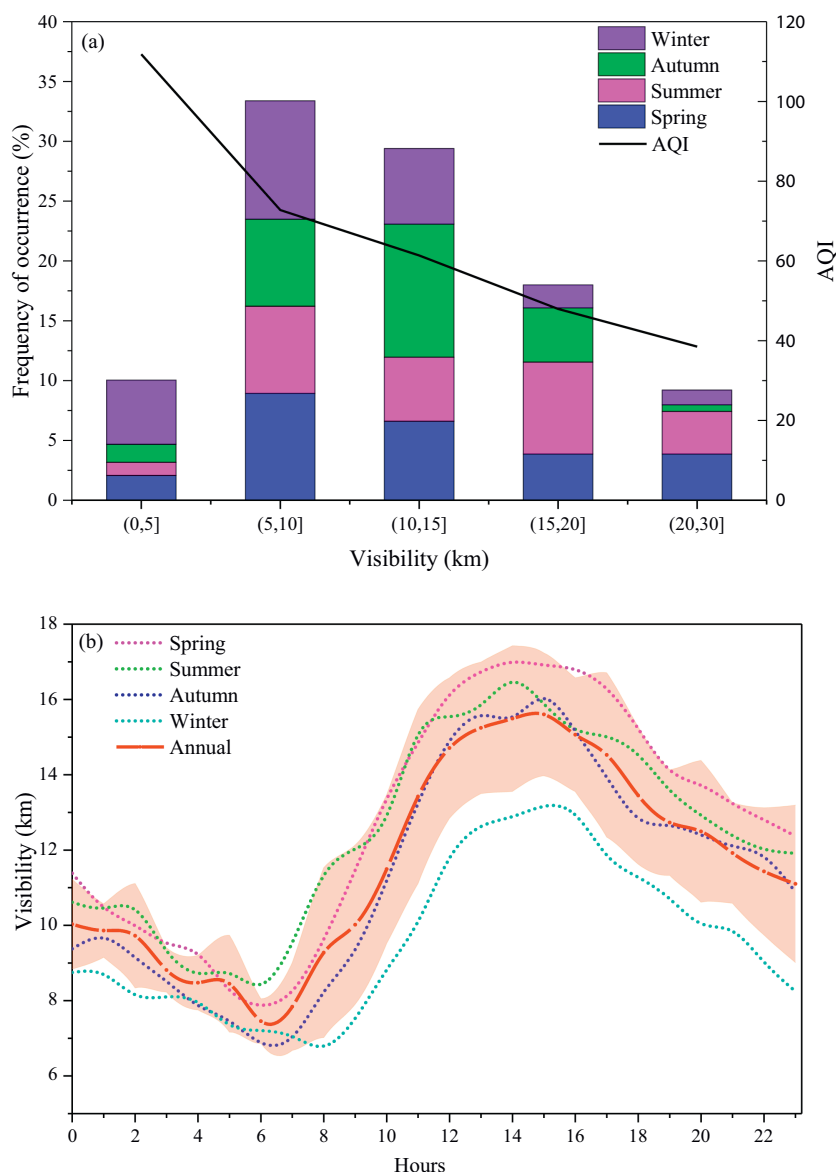 (a)
Winter
Autumn
Summer
Spring
AQI
40
35
30
25
20
15
10
5
0
Frequency of occurrence (%)
120
100
80
60
40
20
0
AQI
(0,5]
(5,10]
(10,15]
(15,20]
(20,30]
Visibility (km)
(b)
Spring
Summer
Autumn
Winter
Annual
18
16
14
12
10
8
6
Visibility (km)
0
2
4
6
8
10
12
14
16
18
20
22
Hours